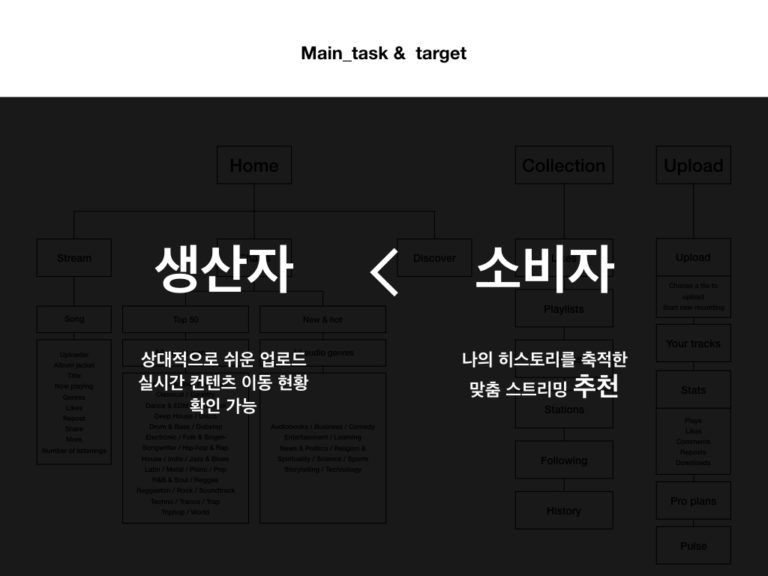 Main_task & target
Home
Collection
Upload
Stream
생산자
<
Discover
소비자
Upload
Choose a file to
upload
Start new recording
Song
Top 50
New & hot
Playlists
Your tracks
Uploader
Album jacket
Title
Now playing
Genres
Likes
Repost
Share
More
Number of listenings
상대적으로 쉬운 업로드
실시간 컨텐츠 이동 현황
확인 가능
audio genres
나의 히스토리를 축적한
맞춤 스트리밍 추천
Classical
Dance & EDM
Deep House
Drum & Bass / Dubstep
Electronic / Folk & Singer-
Songwriter / Hip-hop & Rap
House / Indie / Jazz & Blues
Latin / Metal / Piano / Pop
R&B & Soul / Reggae
Reggaeton / Rock / Soundtrack
Techno / Trance / Trap
Triphop / World
Audiobooks / Business / Comedy
Entertainment / Learning
News & Politics / Religion &
Spirituality / Science / Sports
Storytelling / Technology
Stations
Following
History
Stats
Plays
Likes
Comments
Reposts
Downloads
Pro plans
Pulse